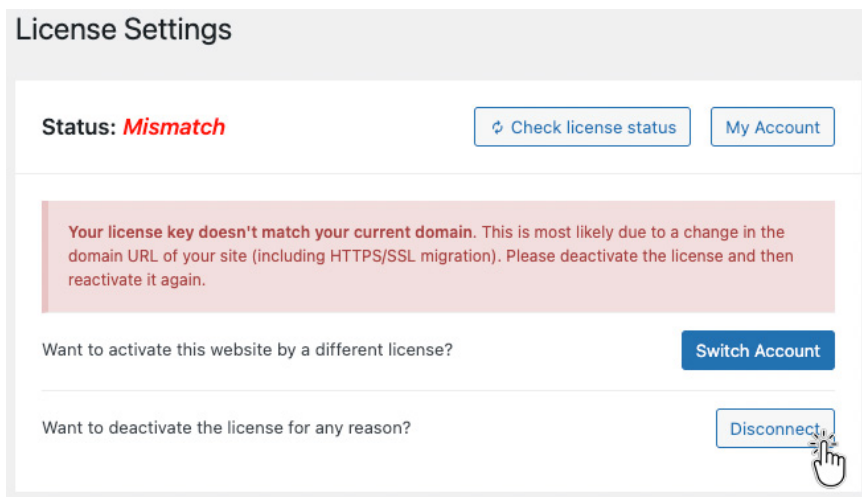 License Settings
Status: Mismatch
Check license status
My Account
Your license key doesn't match your current domain. This is most likely due to a change in the
domain URL of your site (including HTTPS/SSL migration). Please deactivate the license and then
reactivate it again.
Want to activate this website by a different license?
Switch Account
Want to deactivate the license for any reason?
Disconnect